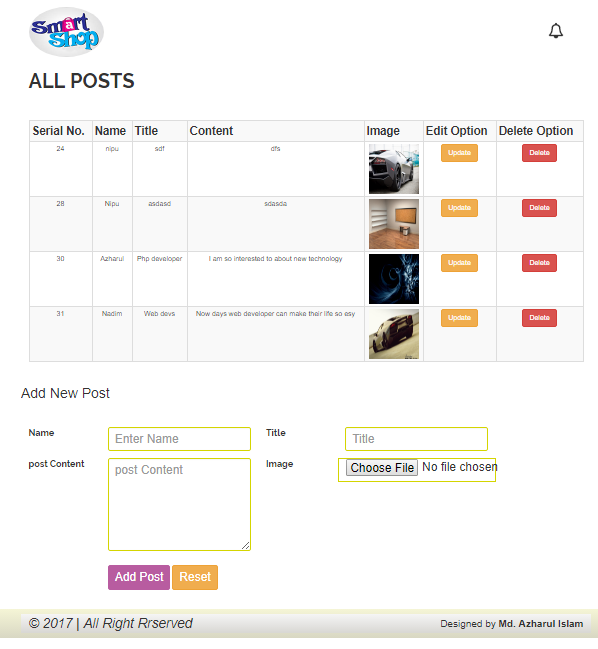 Smart
Shop
ALL POSTS
Serial No. Name Title Content Image Edit Option Delete Option
24 nipu sdf dfs Update Delete
28 Nipu asdasd sdasda Update Delete
30 Azharul Php developer I am so interested to about new technology Update Delete
31 Nadim Web devs Now days web developer can make their life so esy Update Delete
Add New Post
Name Enter Name Title Title
post Content post Content Image Choose File No file chosen
Add Post Reset
© 2017 | All Right Rrserved Designed by Md. Azharul Islam